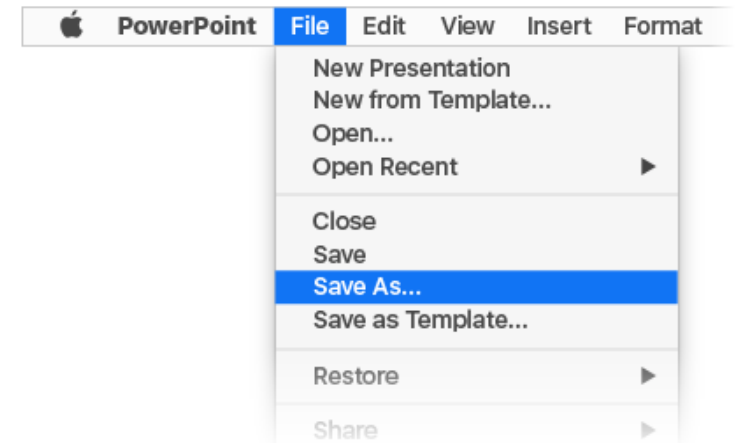 PowerPoint File Edit View Insert Format
New Presentation
New from Template...
Open...
Open Recent
Close
Save
Save As...
Save as Template...
Restore
Share